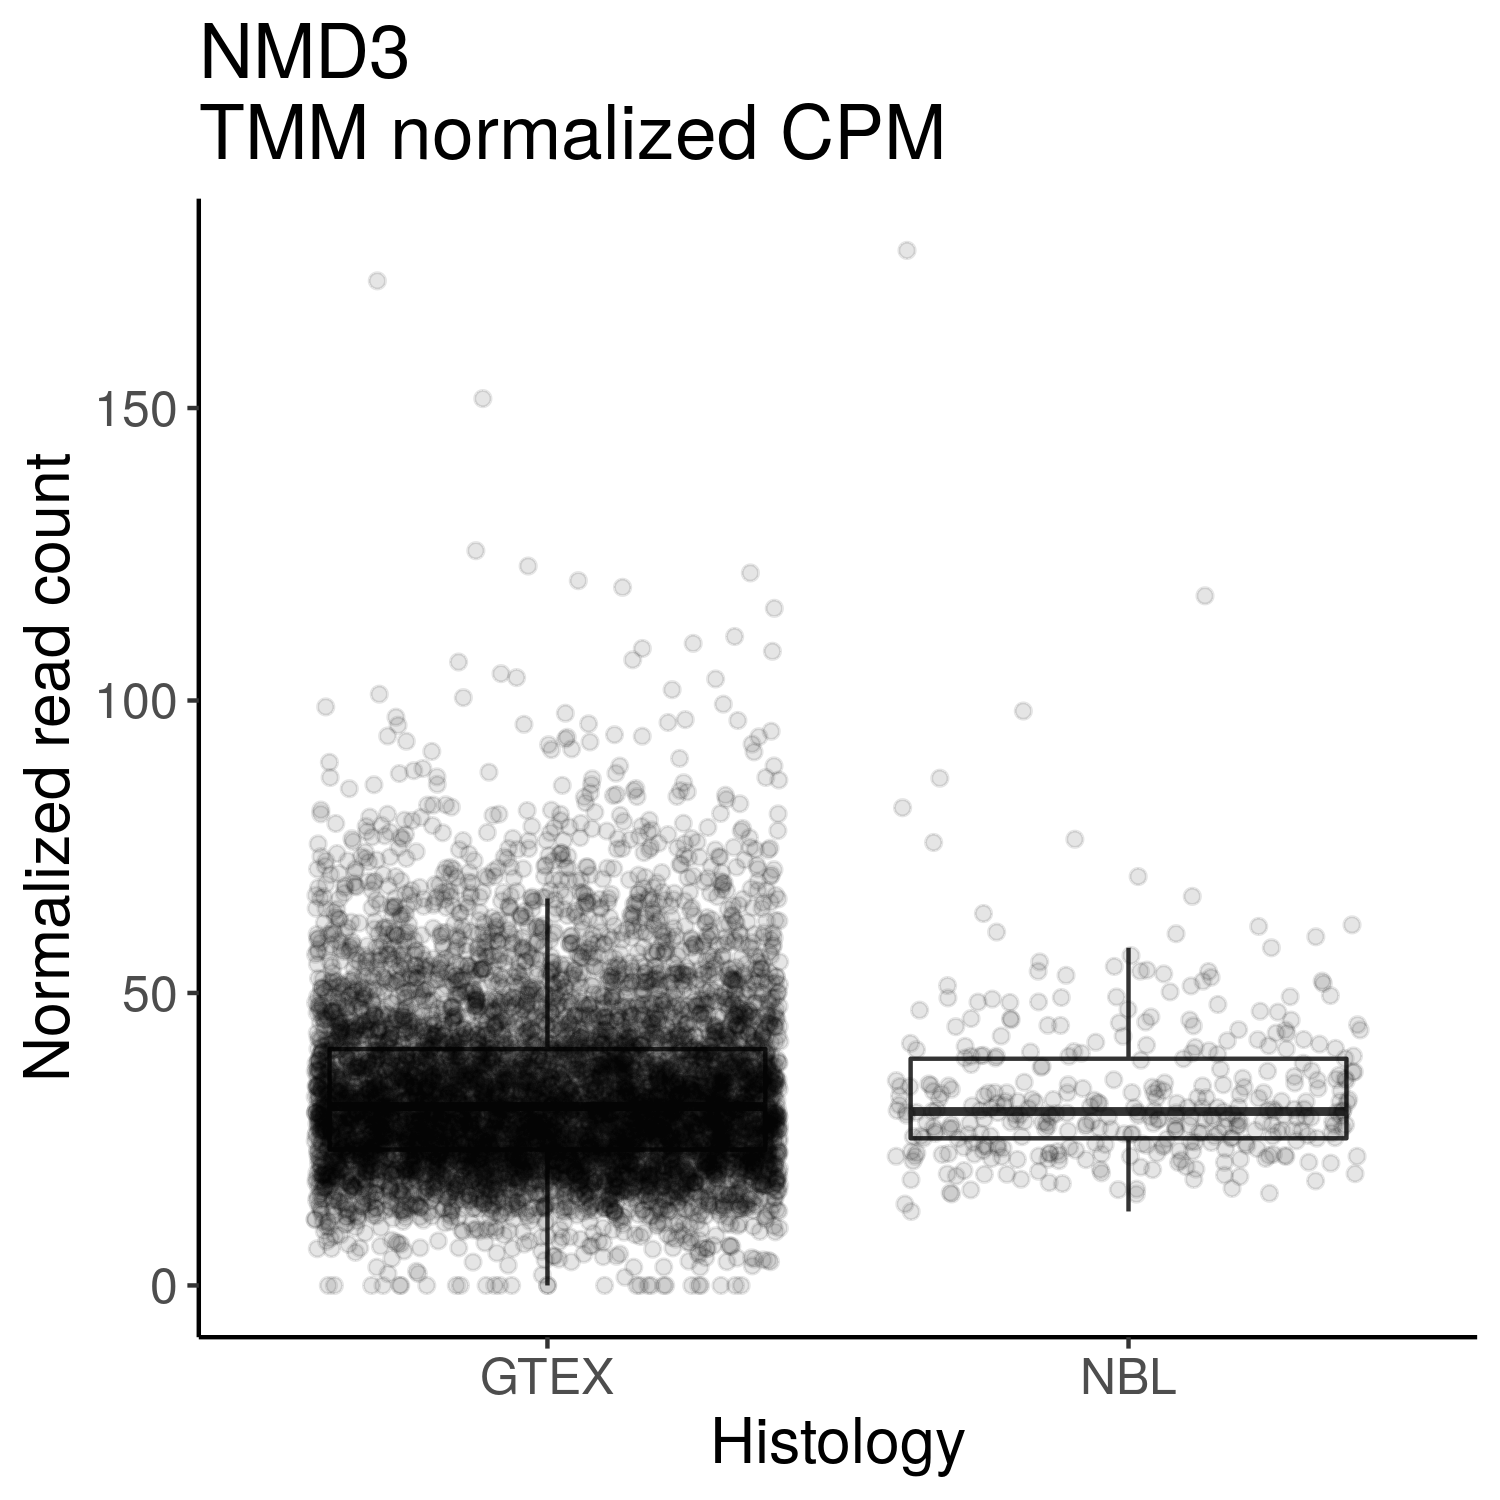 NMD3
TMM normalized CPM
Normalized read count
150
100
50
0
GTEX
NBL
Histology